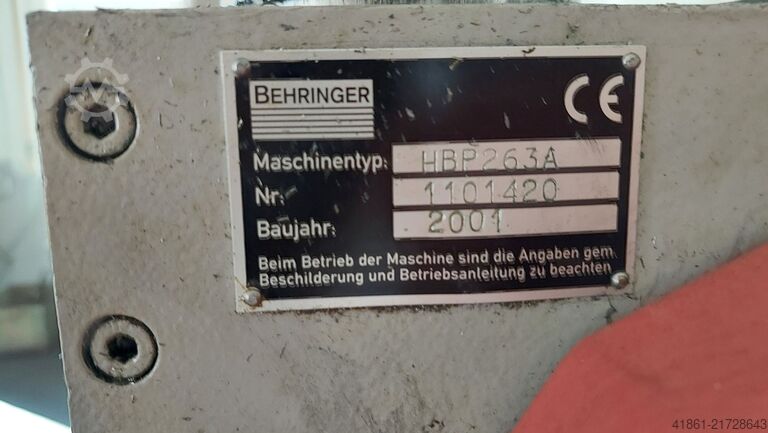 BEHRINGER
CE
Maschinentyp: HBP263A
Nr: 1101420
Baujahr: 2001
Beim Betrieb der Maschine sind die Angaben gem.
Beschilderung und Betriebsanleitung zu beachten
41861-21728643